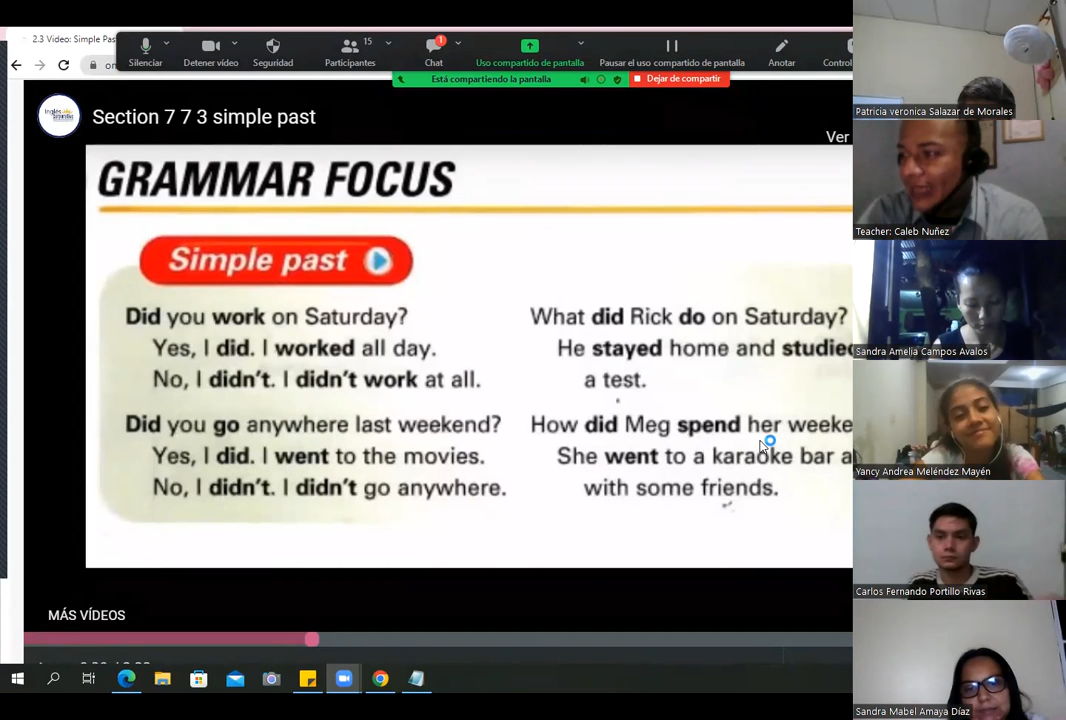 2.3 Video: Simple Pas
Silenciar
Detener video
Seguridad
15
Participantes
1
Chat
Uso compartido de pantalla
Pausar el uso compartido de pantalla
Anotar
Control
Está compartiendo la pantalla
Dejar de compartir
Section 7 7 3 simple past
Ver
GRAMMAR FOCUS
Simple past
Did you work on Saturday?
Yes, I did. I worked all day.
No, I didn't. I didn't work at all.
Did you go anywhere last weekend?
Yes, I did. I went to the movies.
No, I didn't. I didn't go anywhere.
What did Rick do on Saturday?
He stayed home and studied
a test.
How did Meg spend her weeke
She went to a karaoke bar a
with some friends.
MÁS VÍDEOS
Patricia veronica Salazar de Morales
Teacher: Caleb Nuñez
Sandra Amelia Campos Avalos
Yancy Andrea Meléndez Mayén
Carlos Fernando Portillo Rivas
Sandra Mabel Amaya Díaz